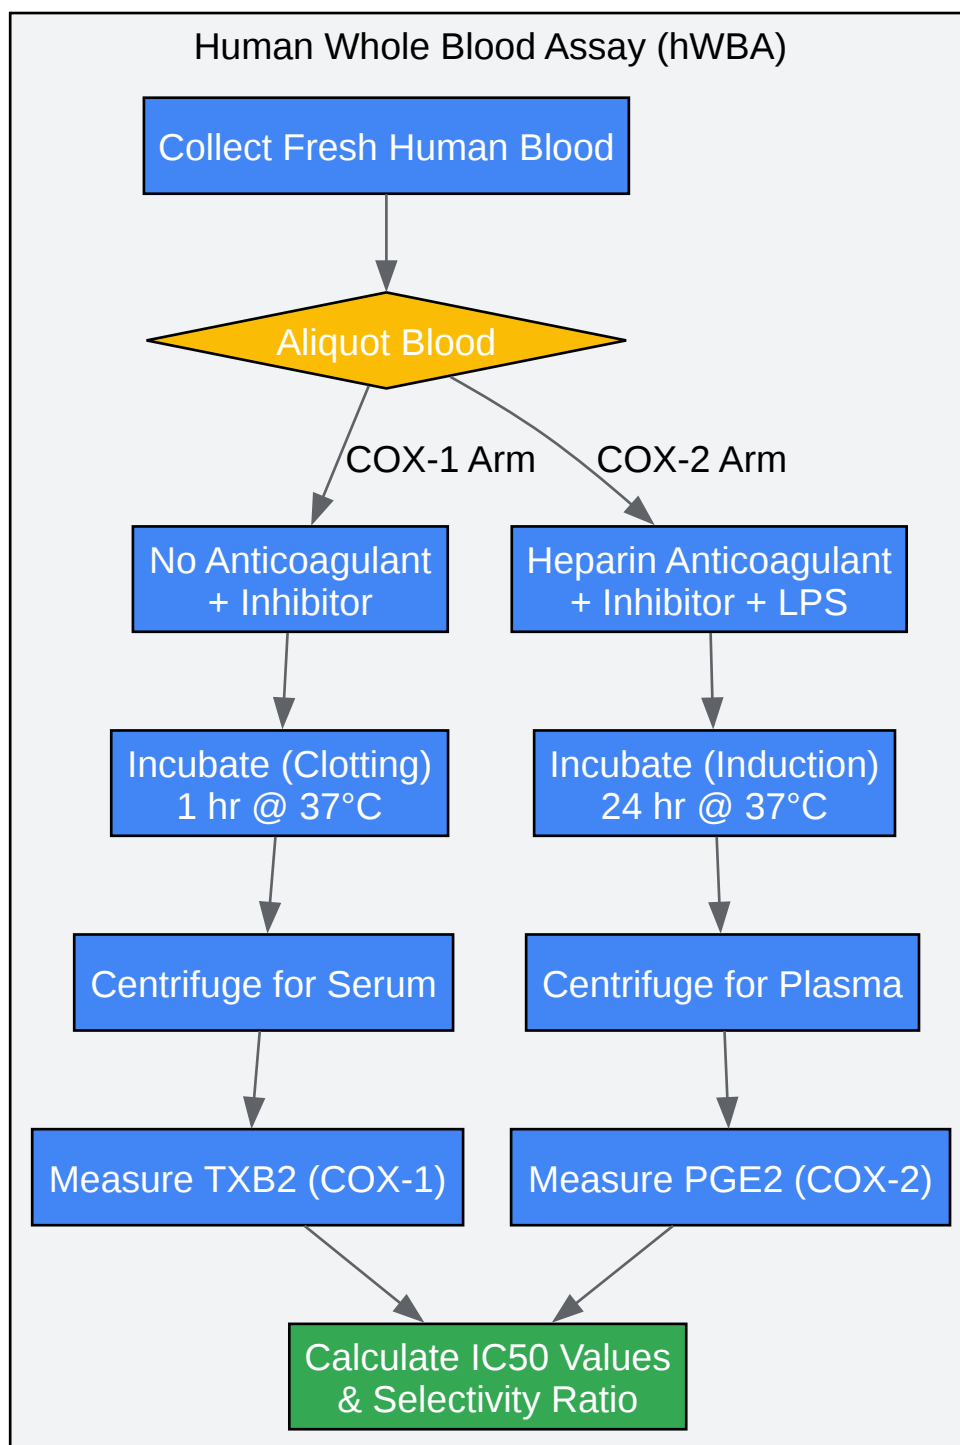 Human Whole Blood Assay (hWBA)
Collect Fresh Human Blood
Aliquot Blood
COX-1 Arm
COX-2 Arm
No Anticoagulant
+ Inhibitor
Heparin Anticoagulant
+ Inhibitor + LPS
Incubate (Clotting)
1 hr @ 37°C
Incubate (Induction)
24 hr @ 37°C
Centrifuge for Serum
Centrifuge for Plasma
Measure TXB2 (COX-1)
Measure PGE2 (COX-2)
Calculate IC50 Values
& Selectivity Ratio